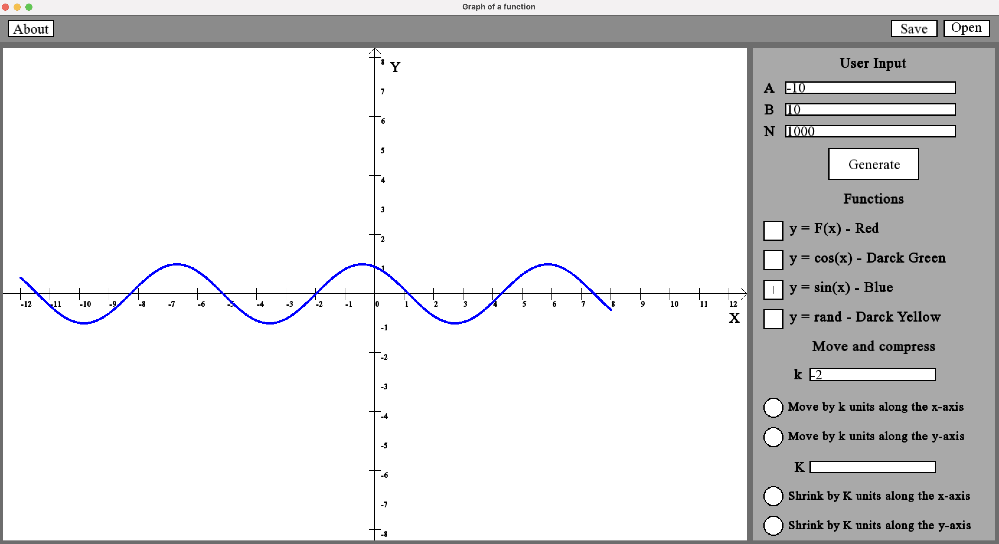 Graph of a function
About
Save Open
Y
8
7
6
5
4
3
2
1
-12 -11 -10 -9 -8 -7 -6 -5 -4 -3 -2 -1 0 1 2 3 4 5 6 7 8 9 10 11 12
X
-1
-2
-3
-4
-5
-6
-7
-8
User Input
A -10
B 10
N 1000
Generate
Functions
y = F(x) - Red
y = cos(x) - Darck Green
+ y = sin(x) - Blue
y = rand - Darck Yellow
Move and compress
k -2
Move by k units along the x-axis
Move by k units along the y-axis
K
Shrink by K units along the x-axis
Shrink by K units along the y-axis